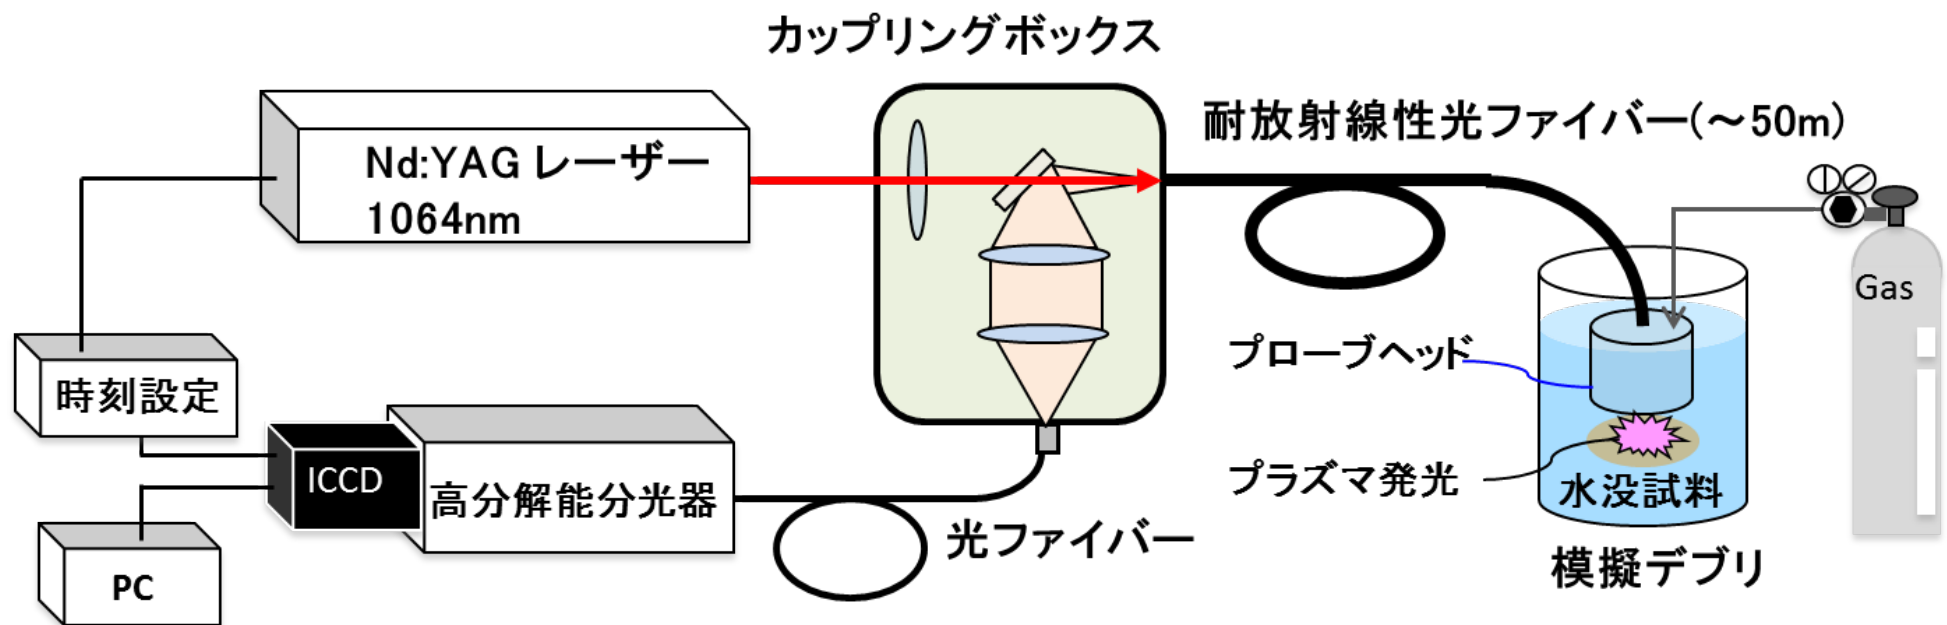 カップリングボックス
耐放射線性光ファイバー(～50m)
Nd:YAG レーザー
1064nm
Gas
プローブヘッド
時刻設定
ICCD
高分解能分光器
プラズマ発光
水没試料
光ファイバー
模擬デブリ
PC